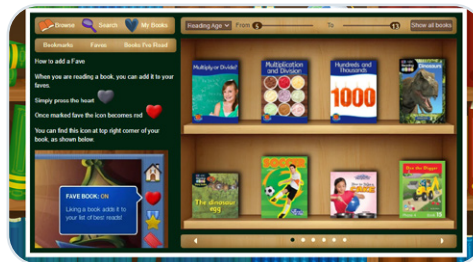 Browse Search My Books
Reading Age From 6 To 13 Show all books
Bookmarks Faves Books I've Read
How to add a Fave
When you are reading a book, you can add it to your
faves.
Simply press the heart
Once marked fave the icon becomes red
You can find this icon at top right corner of your
book, as shown below.
FAVE BOOK: ON
Liking a book adds it to
your list of best reads!
Multiply or Divide?
Multiplication
and Division
Hundreds and
Thousands
1000
Dinosaurs
The dinosaur
egg
SOCCER